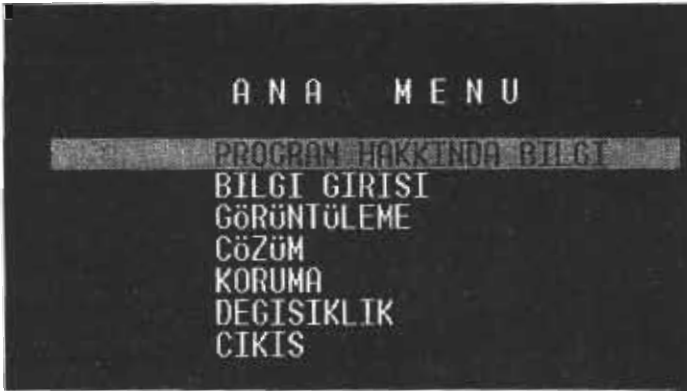 ANA MENU
PROGRAM HAKKINDA BILGI
BILGI GIRISI
GöRüNTüLEME
CöZüM
KORUMA
DEGISIKLIK
CIKIS